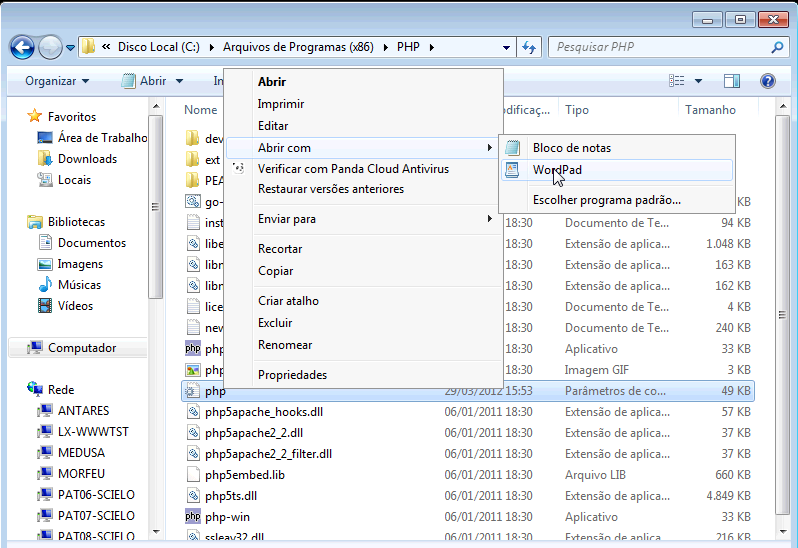 « Disco Local (C:) Arquivos de Programas (x86) PHP Pesquisar PHP
Organizar Abrir
Abrir
Imprimir
Editar
Abrir com
Verificar com Panda Cloud Antivirus
Restaurar versões anteriores
Enviar para
Recortar
Copiar
Criar atalho
Excluir
Renomear
Propriedades
Bloco de notas
WordPad
Escolher programa padrão...
Favoritos
Área de Trabalho
Downloads
Locais
Bibliotecas
Documentos
Imagens
Músicas
Vídeos
Computador
Rede
ANTARES
LX-WWWTST
MEDUSA
MORFEU
PAT06-SCIELO
PAT07-SCIELO
PAT08-SCIELO
Nome Tipo Tamanho
dev
ext
PEA
go-
inst 18:30 Documento de Te... 94 KB
libe 18:30 Extensão de aplica... 1.048 KB
libn 18:30 Extensão de aplica... 163 KB
libn 18:30 Extensão de aplica... 162 KB
lice 18:30 Documento de Te... 4 KB
new 18:30 Documento de Te... 240 KB
php 18:30 Aplicativo 33 KB
php 18:30 Imagem GIF 3 KB
php 29/03/2012 15:53 Parâmetros de co... 49 KB
php5apache_hooks.dll 06/01/2011 18:30 Extensão de aplica... 57 KB
php5apache2_2.dll 06/01/2011 18:30 Extensão de aplica... 37 KB
php5apache2_2_filter.dll 06/01/2011 18:30 Extensão de aplica... 37 KB
php5embed.lib 06/01/2011 18:30 Arquivo LIB 660 KB
php5ts.dll 06/01/2011 18:30 Extensão de aplica... 4.849 KB
php-win 06/01/2011 18:30 Aplicativo 33 KB
ssleay32.dll 06/01/2011 18:30 Extensão de aplica... 216 KB